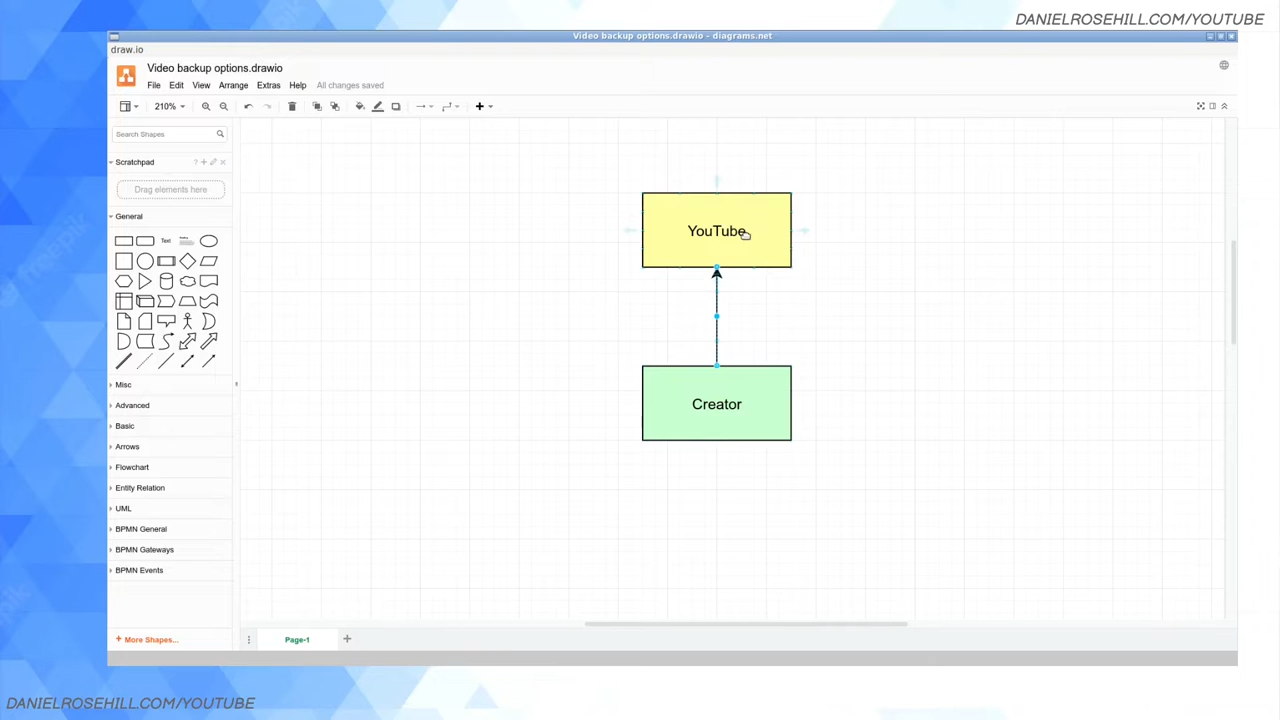 DANIELROSEHILL.COM/YOUTUBE
Video backup options.drawio - diagrams.net
draw.io
Video backup options.drawio
File Edit View Arrange Extras Help All changes saved
210%
Search Shapes
Scratchpad
Drag elements here
General
Text
Misc
Advanced
Basic
Arrows
Flowchart
Entity Relation
UML
BPMN General
BPMN Gateways
BPMN Events
+ More Shapes...
YouTube
Creator
Page-1
DANIELROSEHILL.COM/YOUTUBE